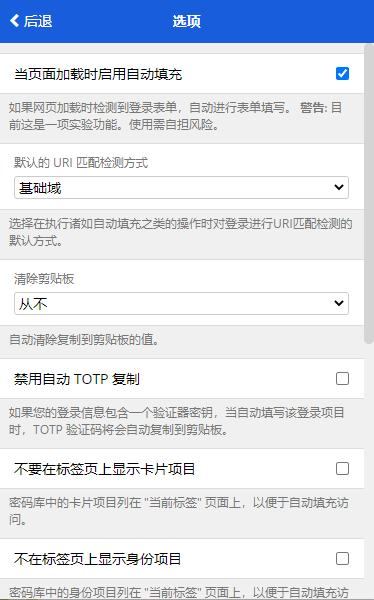 后退
选项
当页面加载时启用自动填充
如果网页加载时检测到登录表单，自动进行表单填写。 警告: 目
前这是一项实验功能。使用需自担风险。
默认的 URI 匹配检测方式
基础域
选择在执行诸如自动填充之类的操作时对登录进行URI匹配检测的
默认方式。
清除剪贴板
从不
自动清除复制到剪贴板的值。
禁用自动 TOTP 复制
如果您的登录信息包含一个验证器密钥，当自动填写该登录项目
时，TOTP 验证码将会自动复制到剪贴板。
不要在标签页上显示卡片项目
密码库中的卡片项目列在 "当前标签" 页面上，以便于自动填充访
问。
不在标签页上显示身份项目
密码库中的身份项目列在 "当前标签" 页面上，以便于自动填充访